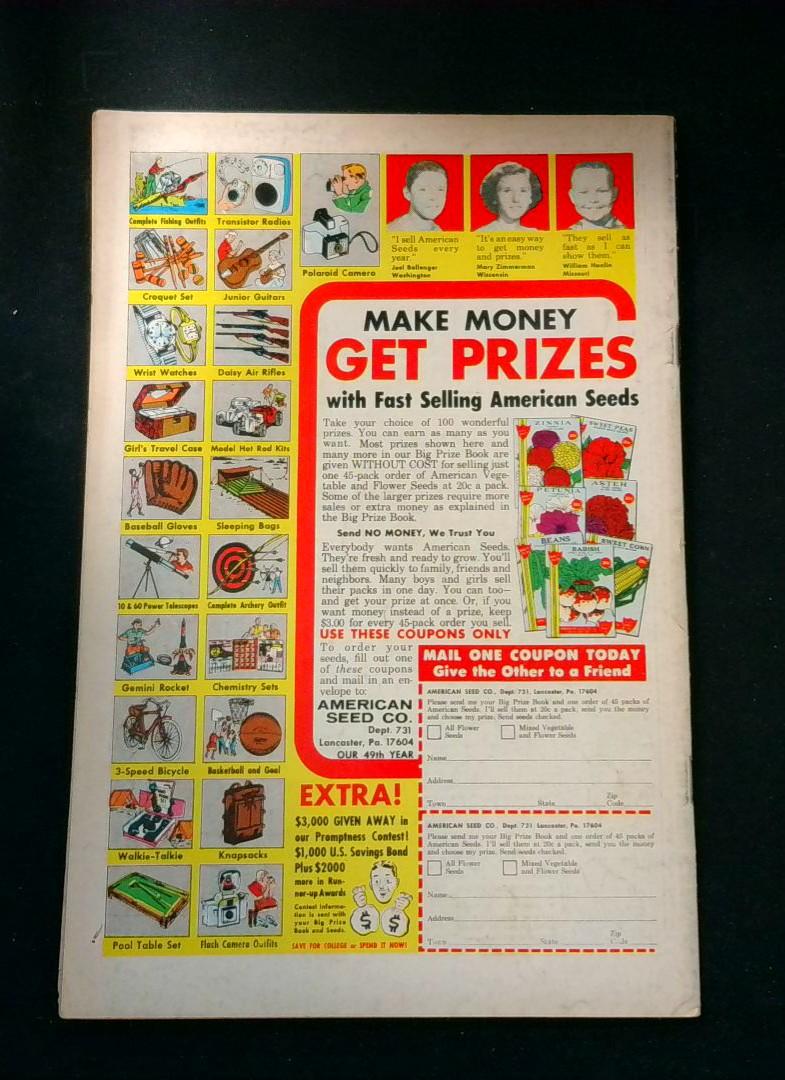 Complete Fishing Outfits
Transistor Radios
Croquet Set
Junior Guitars
Polaroid Camera
"I sell American
Seeds every
year."
Joel Bellenger
Washington
"It's an easy way
to get money
and prizes."
Mary Zimmerman
Wisconsin
"They sell as
fast as I can
show them."
William Hanlin
Missouri
Wrist Watches
Daisy Air Rifles
Girl's Travel Case
Model Hot Rod Kits
Baseball Gloves
Sleeping Bags
10 & 60 Power Telescopes
Complete Archery Outfit
Gemini Rocket
Chemistry Sets
3-Speed Bicycle
Basketball and Goal
Walkie-Talkie
Knapsacks
Pool Table Set
Flash Camera Outfits
MAKE MONEY
GET PRIZES
with Fast Selling American Seeds
Take your choice of 100 wonderful
prizes. You can earn as many as you
want. Most prizes shown here and
many more in our Big Prize Book are
given WITHOUT COST for selling just
one 45-pack order of American Vege-
table and Flower Seeds at 20c a pack.
Some of the larger prizes require more
sales or extra money as explained in
the Big Prize Book.
Send NO MONEY, We Trust You
Everybody wants American Seeds.
They're fresh and ready to grow. You'll
sell them quickly to family, friends and
neighbors. Many boys and girls sell
their packs in one day. You can too—
and get your prize at once. Or, if you
want money instead of a prize, keep
$3.00 for every 45-pack order you sell.
USE THESE COUPONS ONLY
To order your
seeds, fill out one
of these coupons
and mail in an en-
velope to:
AMERICAN
SEED CO.
Dept. 731
Lancaster, Pa. 17604
OUR 49th YEAR
ZINNIA
SWEET PEAS
PETUNIA
ASTER
BEANS
RADISH
SWEET CORN
MAIL ONE COUPON TODAY
Give the Other to a Friend
AMERICAN SEED CO., Dept. 731, Lancaster, Pa. 17604
Please send me your Big Prize Book and one order of 45 packs of
American Seeds. I'll sell them at 20c a pack, send you the money
and choose my prize. Send seeds checked.
All Flower
Seeds
Mixed Vegetable
and Flower Seeds
Name
Address
Town State Zip
Code
AMERICAN SEED CO., Dept. 731 Lancaster, Pa. 17604
Please send me your Big Prize Book and one order of 45 packs of
American Seeds. I'll sell them at 20c a pack, send you the money
and choose my prize. Send seeds checked.
All Flower
Seeds
Mixed Vegetable
and Flower Seeds
Name
Address
Town State Zip
Code
EXTRA!
$3,000 GIVEN AWAY in
our Promptness Contest!
$1,000 U.S. Savings Bond
Plus $2000
more in Run-
ner-up Awards
Contest informa-
tion is sent with
your Big Prize
Book and Seeds.
$ $
SAVE FOR COLLEGE or SPEND IT NOW!